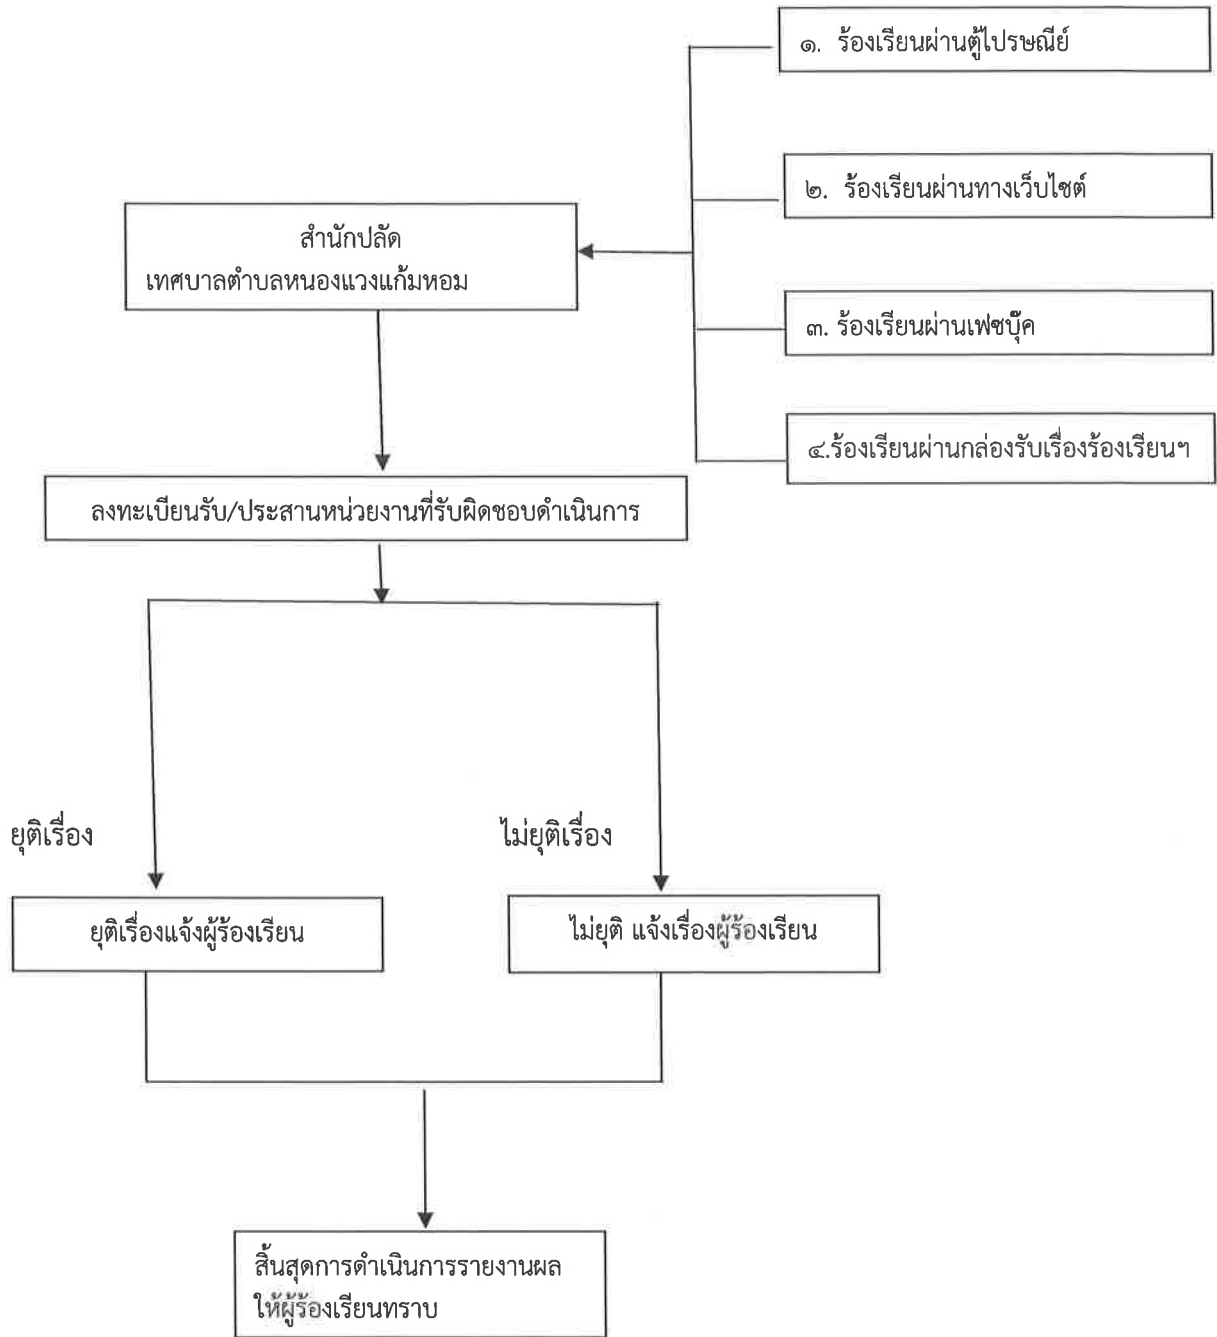 ๑. ร้องเรียนผ่านตู้ไปรษณีย์
๒. ร้องเรียนผ่านทางเว็บไซต์
สำนักปลัด
เทศบาลตำบลหนองแวงแก้มหอม
๓. ร้องเรียนผ่านเฟซบุ๊ค
๔.ร้องเรียนผ่านกล่องรับเรื่องร้องเรียนฯ
ลงทะเบียนรับ/ประสานหน่วยงานที่รับผิดชอบดำเนินการ
ยุติเรื่อง
ไม่ยุติเรื่อง
ยุติเรื่องแจ้งผู้ร้องเรียน
ไม่ยุติ แจ้งเรื่องผู้ร้องเรียน
สิ้นสุดการดำเนินการรายงานผล
ให้ผู้ร้องเรียนทราบ